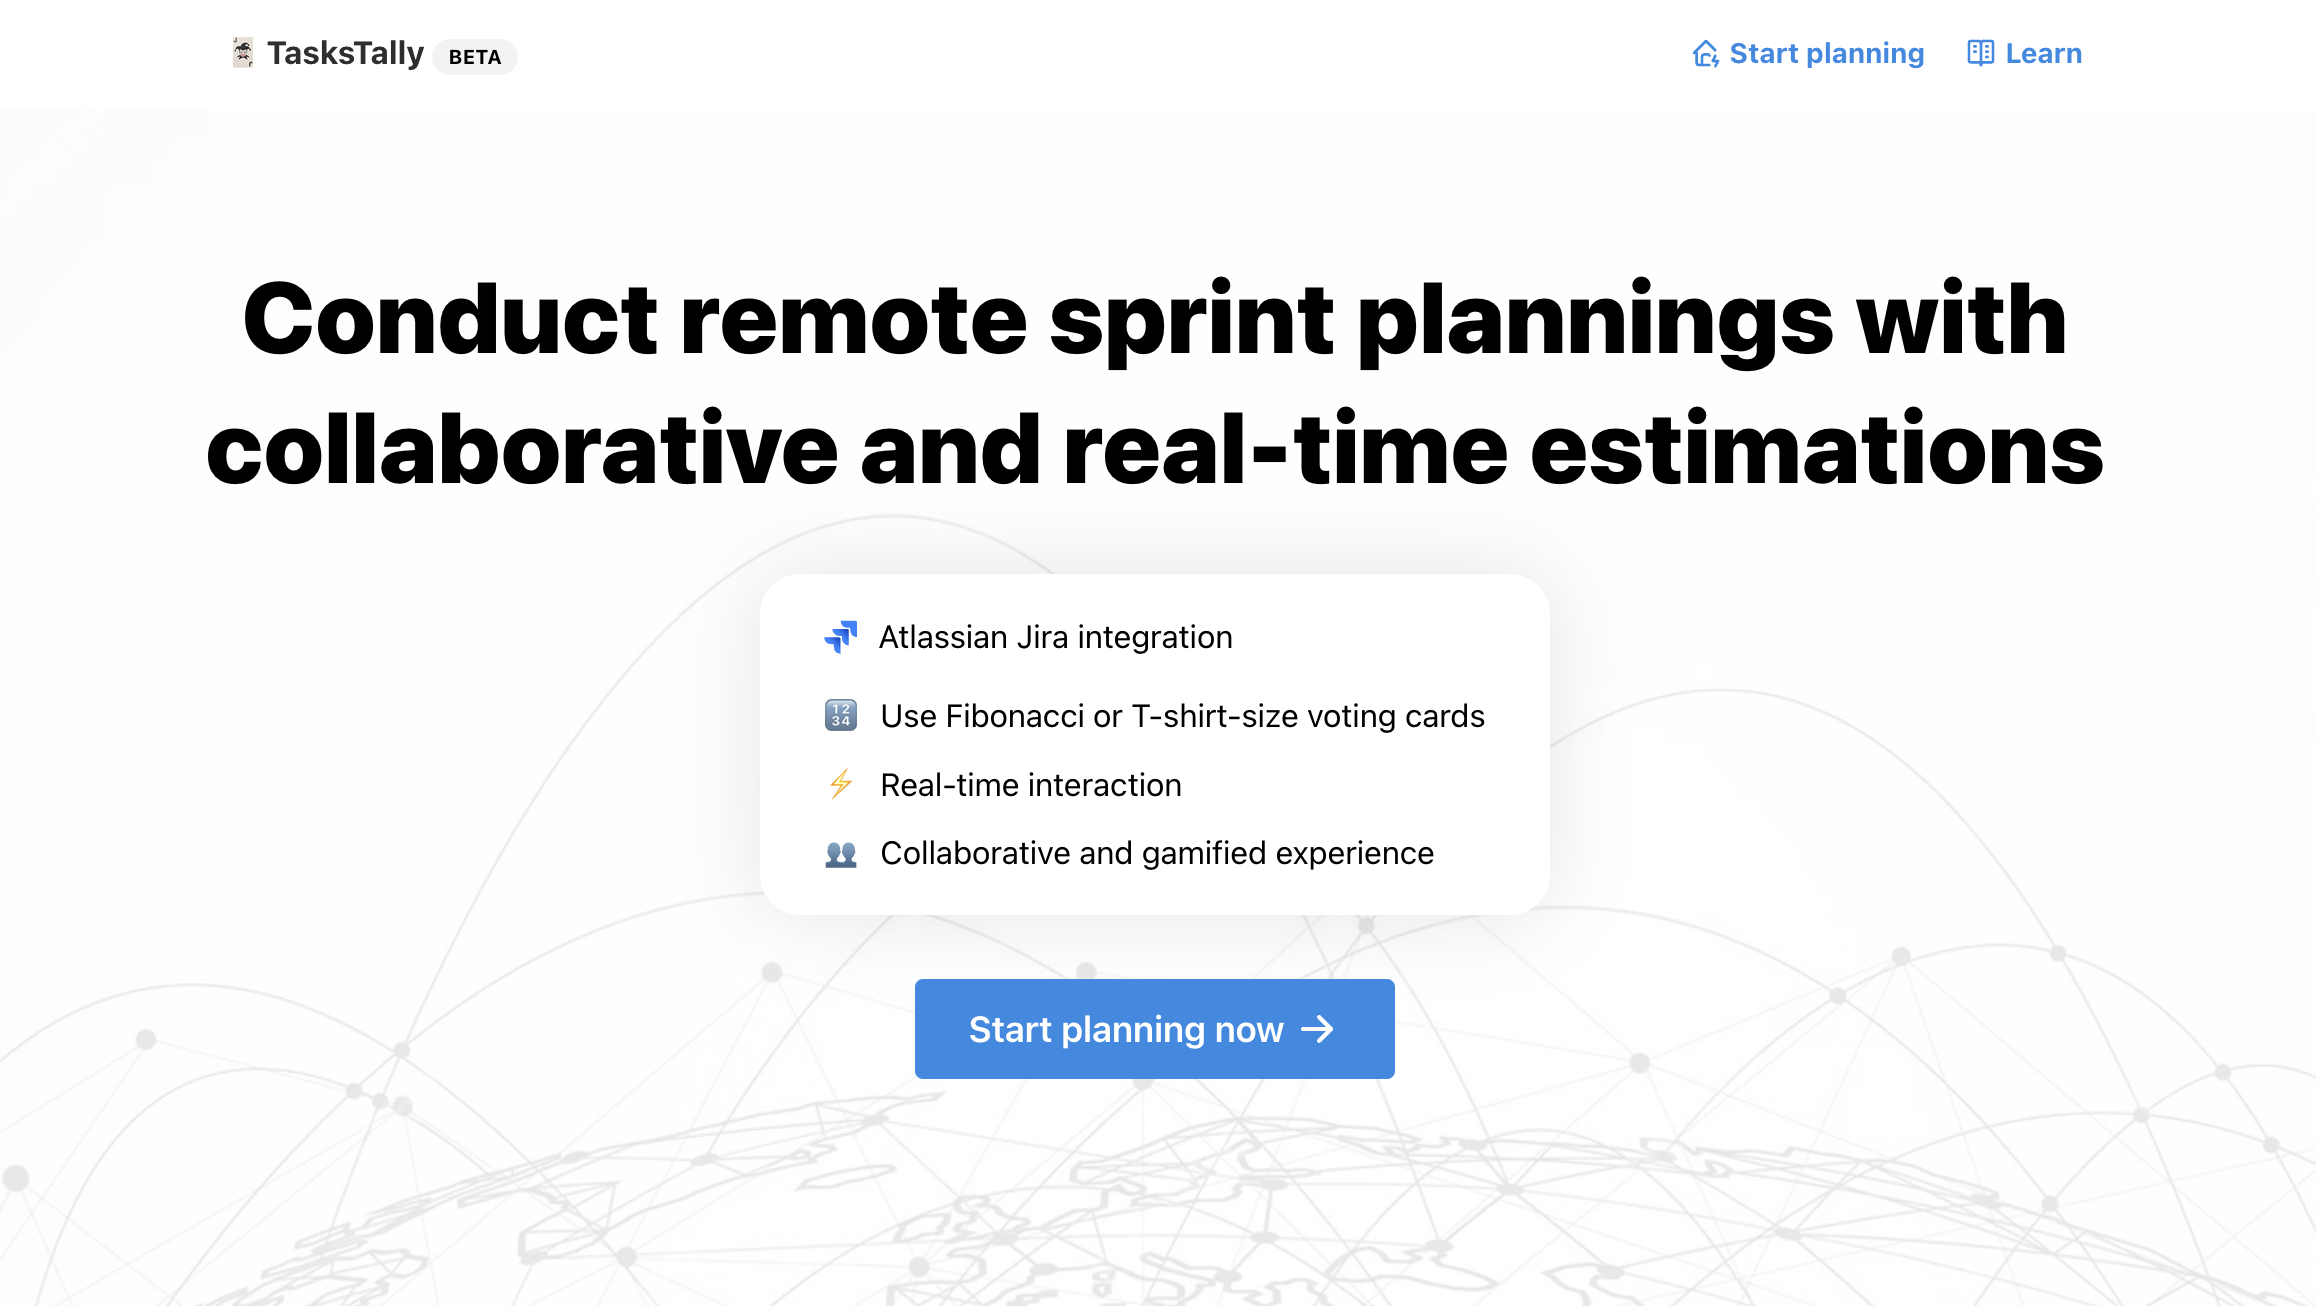 TasksTally BETA
Start planning
Learn
Conduct remote sprint plannings with
collaborative and real-time estimations
Atlassian Jira integration
Use Fibonacci or T-shirt-size voting cards
Real-time interaction
Collaborative and gamified experience
Start planning now →